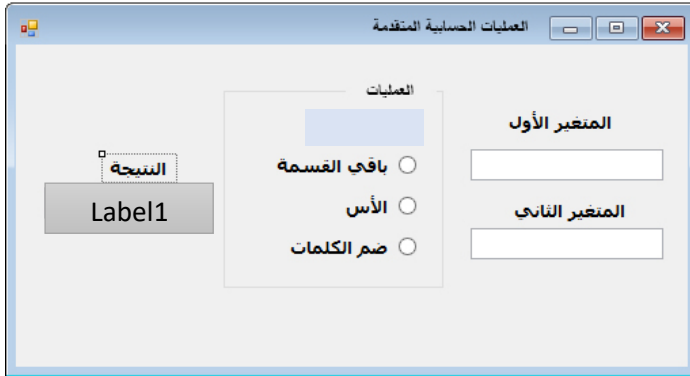 العمليات الحسابية المتقدمة
العمليات
المتغير الأول
باقي القسمة
النتيجة
Label1
الأس
المتغير الثاني
ضم الكلمات